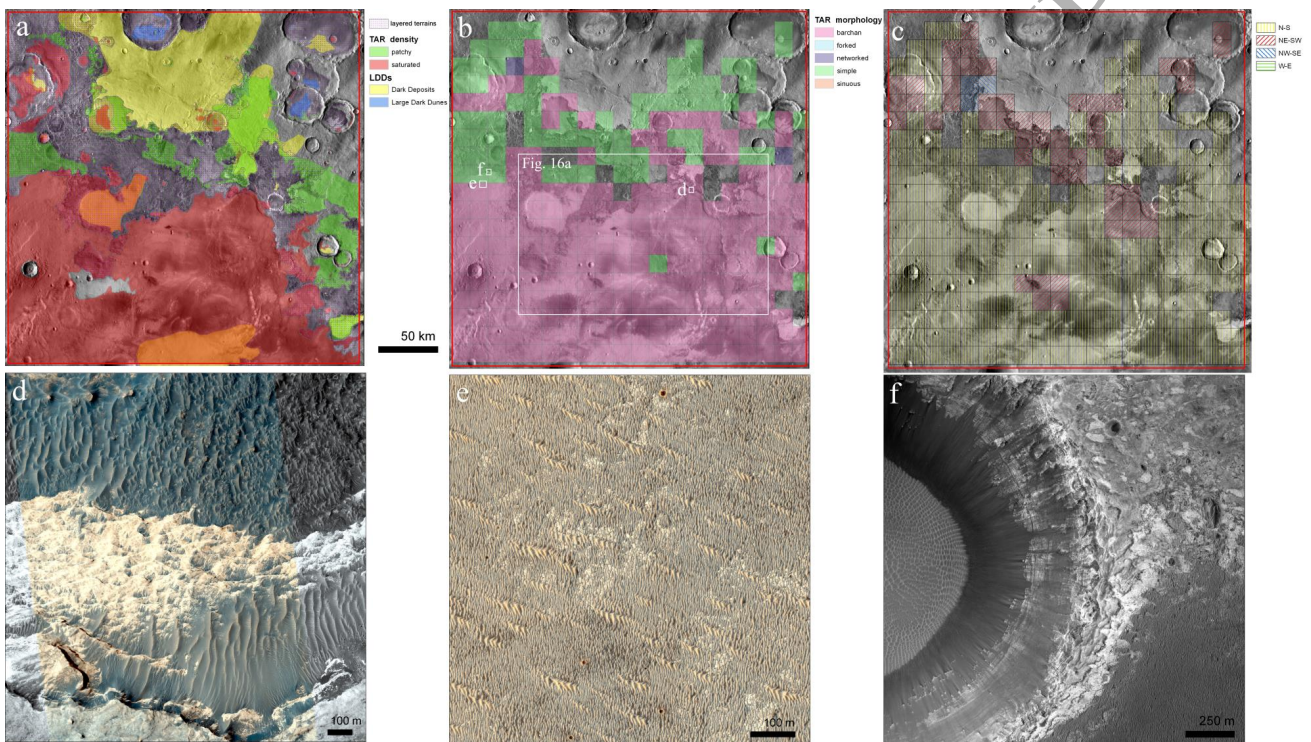 a
layered terrains
TAR density
patchy
saturated
LDDs
Dark Deposits
Large Dark Dunes
50 km
b
Fig. 16a
f
e
d
TAR morphology
barchan
forked
networked
simple
sinuous
c
N-S
NE-SW
NW-SE
W-E
d
100 m
e
100 m
f
250 m